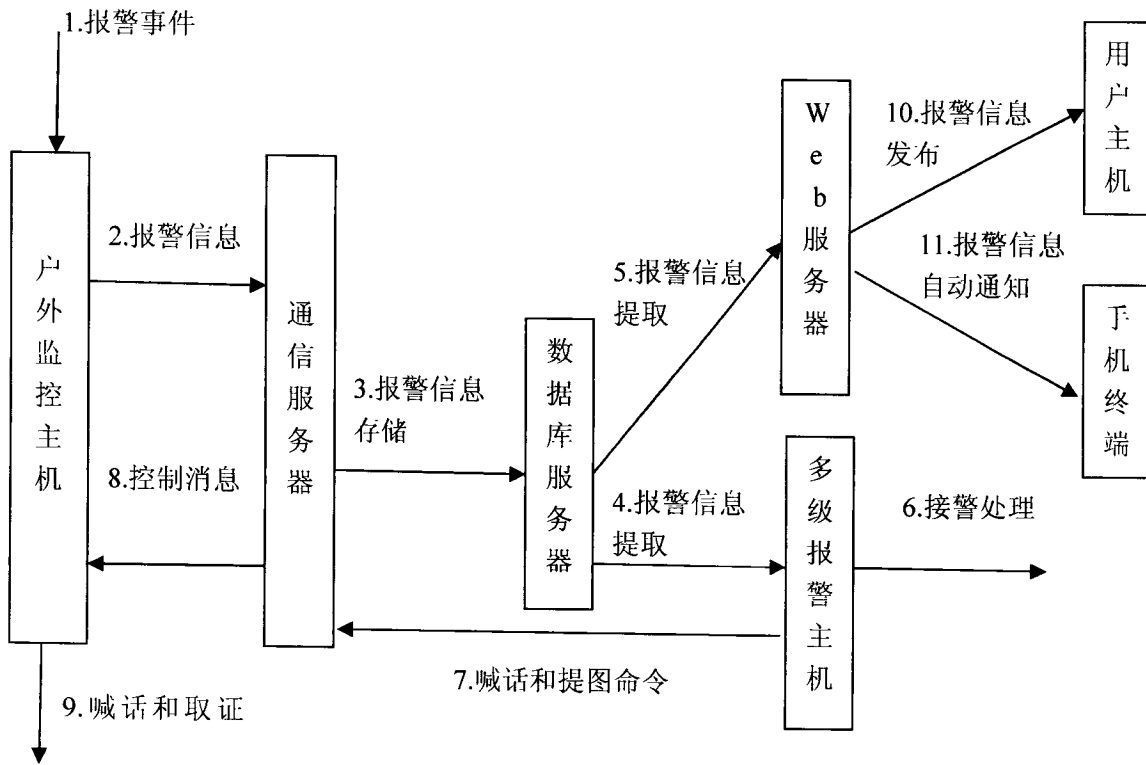 1.报警事件
户外监控主机
2.报警信息
8.控制消息
9.喊话和取证
通信服务器
3.报警信息
存储
数据库服务器
5.报警信息
提取
4.报警信息
提取
7.喊话和提图命令
Web服务器
多级报警主机
10.报警信息
发布
11.报警信息
自动通知
6.接警处理
用户主机
手机终端